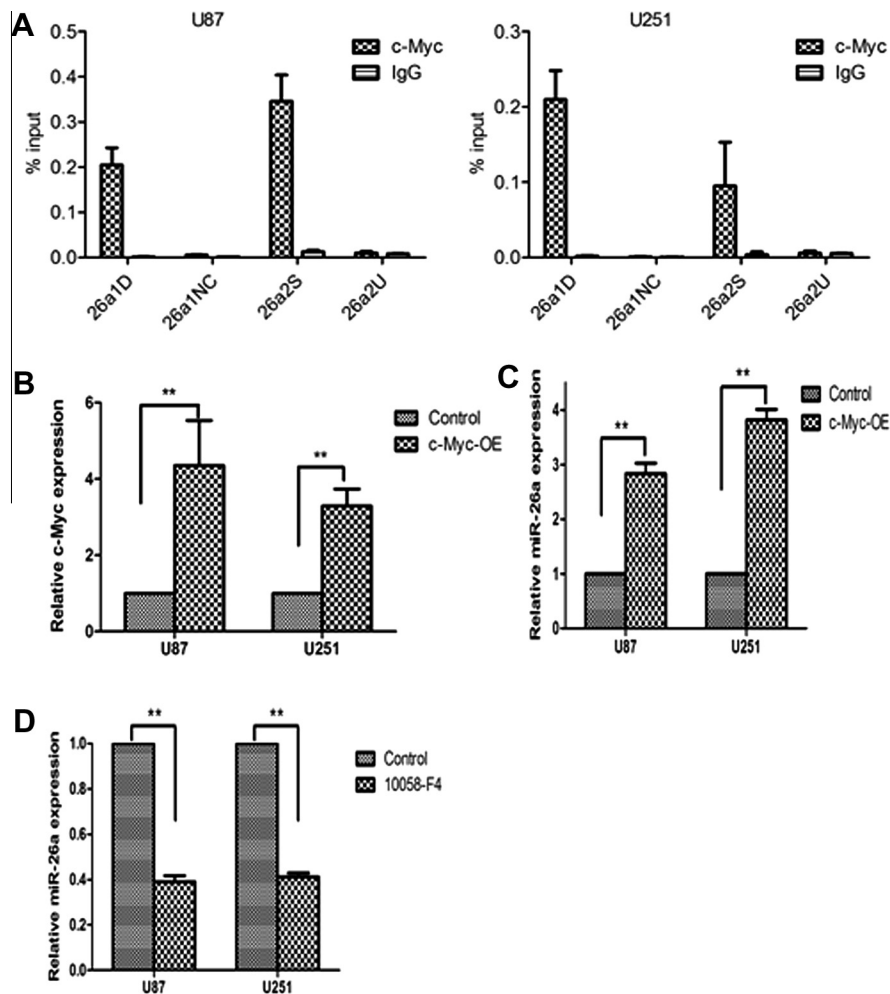 A
U87
% input
0.5
0.4
0.3
0.2
0.1
0.0
c-Myc
IgG
26a1D
26a1NC
26a2S
26a2U
U251
% input
0.3
0.2
0.1
0.0
c-Myc
IgG
26a1D
26a1NC
26a2S
26a2U
B
Relative c-Myc expression
6
4
2
0
**
**
Control
c-Myc-OE
U87
U251
C
Relative miR-26a expression
4
3
2
1
0
**
**
Control
c-Myc-OE
U87
U251
D
Relative miR-26a expression
1.0
0.8
0.6
0.4
0.2
0.0
**
**
Control
10058-F4
U87
U251